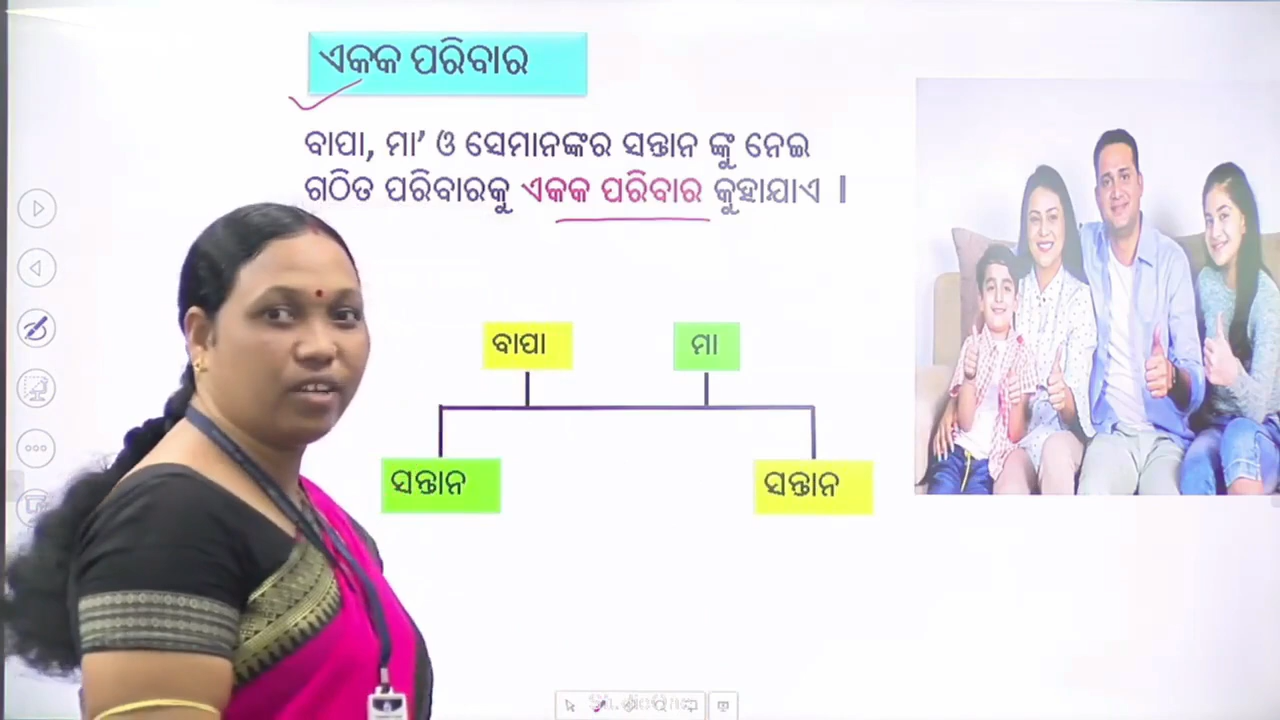 ଏକକ ପରିବାର
ବାପା, ମା’ ଓ ସେମାନଙ୍କର ସନ୍ତାନ ଙ୍କୁ ନେଇ
ଗଠିତ ପରିବାରକୁ ଏକକ ପରିବାର କୁହାଯାଏ ।
ବାପା
ମା
ସନ୍ତାନ
ସନ୍ତାନ